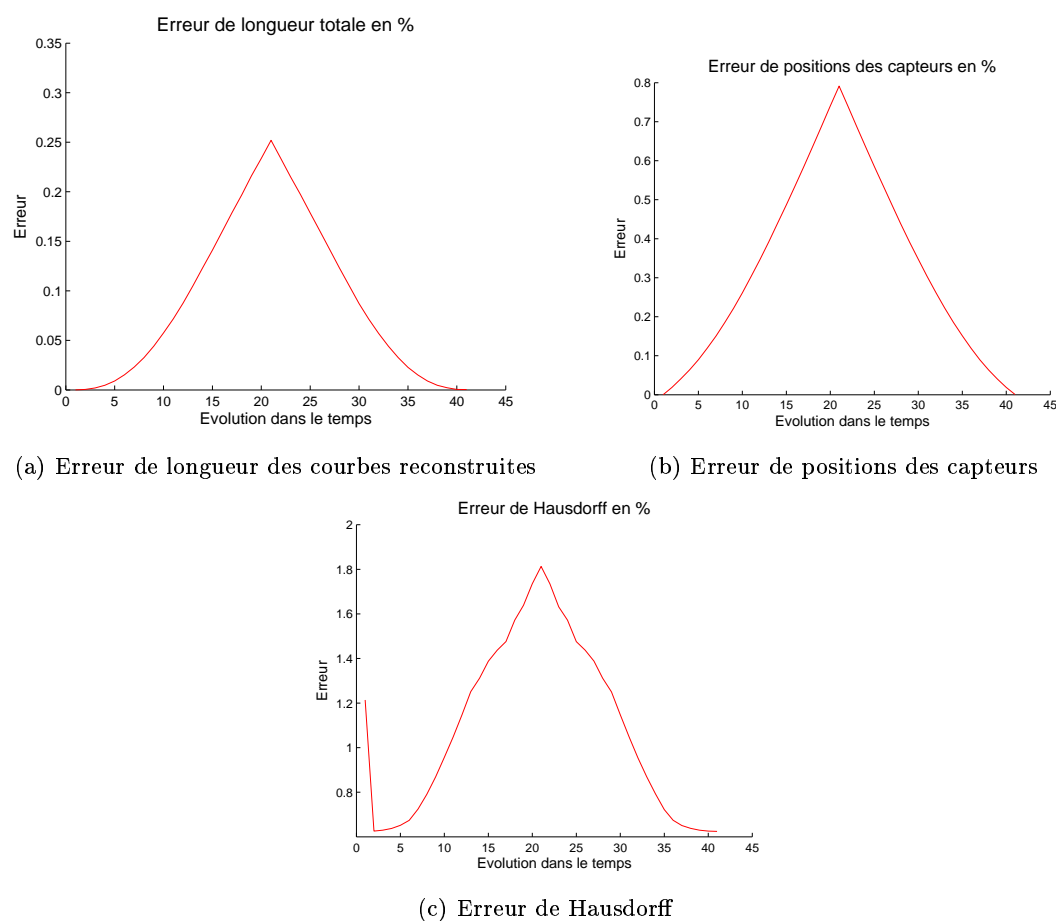 Erreur de longueur totale en %
0.35
0.3
0.25
0.2
0.15
0.1
0.05
0
Erreur
0 5 10 15 20 25 30 35 40 45
Evolution dans le temps
(a) Erreur de longueur des courbes reconstruites
Erreur de positions des capteurs en %
0.8
0.7
0.6
0.5
0.4
0.3
0.2
0.1
0
Erreur
0 5 10 15 20 25 30 35 40 45
Evolution dans le temps
(b) Erreur de positions des capteurs
Erreur de Hausdorff en %
2
1.8
1.6
1.4
1.2
1
0.8
Erreur
0 5 10 15 20 25 30 35 40 45
Evolution dans le temps
(c) Erreur de Hausdorff